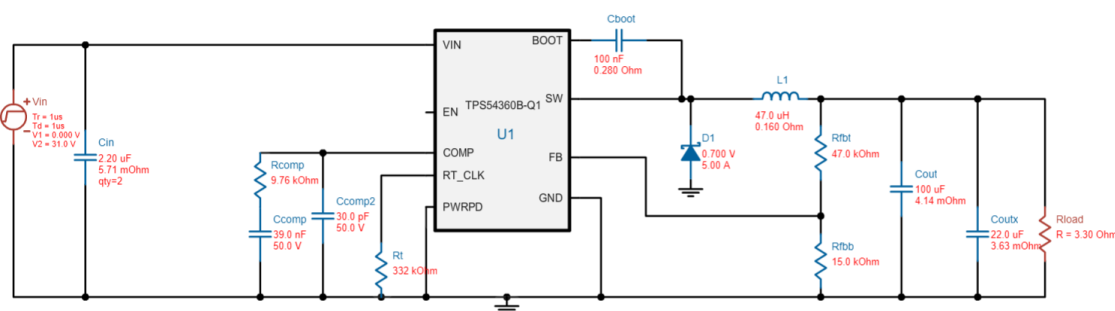 Cboot
100 nF
0.280 Ohm
VIN
BOOT
L1
47.0 uH
0.160 Ohm
+
Vin
Tr = 1us
Td = 1us
V1 = 0.000 V
V2 = 31.0 V
TPS54360B-Q1
U1
SW
EN
Cin
2.20 uF
5.71 mOhm
qty=2
D1
0.700 V
5.00 A
Rfbt
47.0 kOhm
COMP
FB
Rcomp
9.76 kOhm
RT_CLK
Cout
100 uF
4.14 mOhm
PWRPD
GND
Ccomp2
30.0 pF
50.0 V
Ccomp
39.0 nF
50.0 V
Coutx
22.0 uF
3.63 mOhm
Rload
R = 3.30 Ohm
Rfbb
15.0 kOhm
Rt
332 kOhm